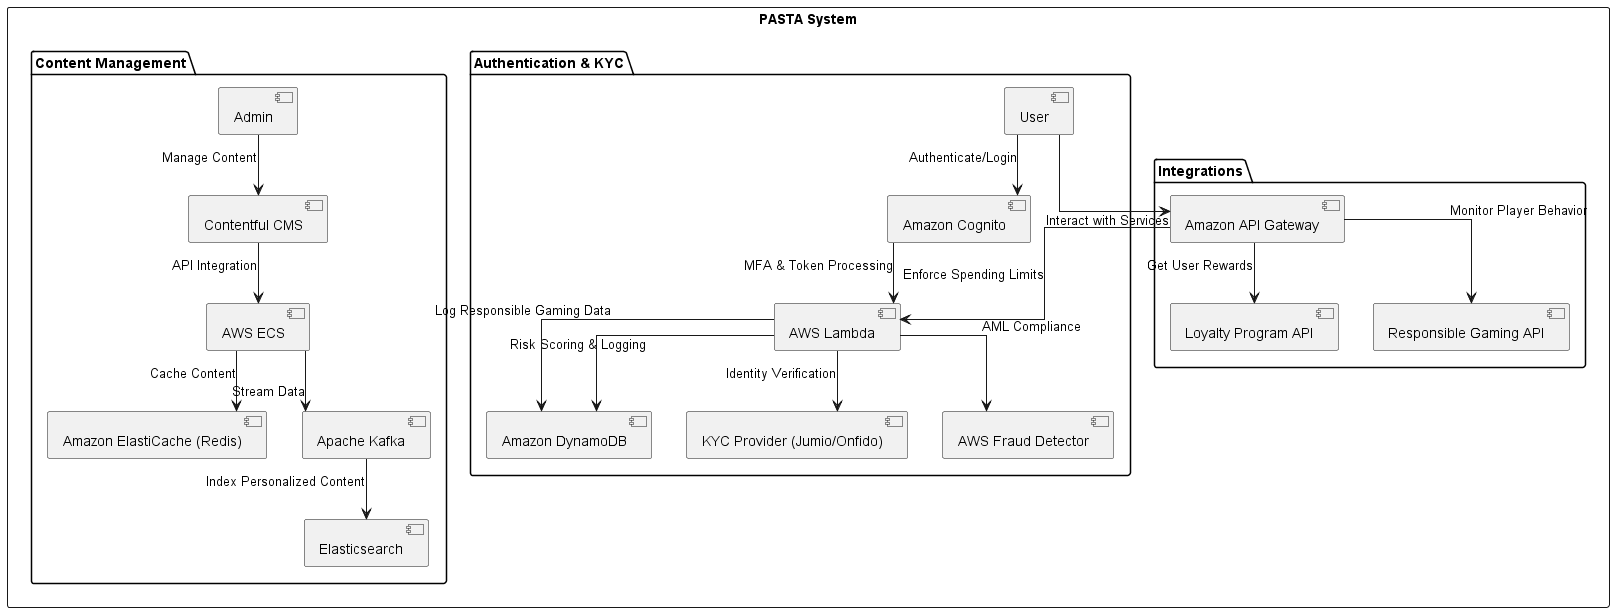 PASTA System
Content Management
Admin
Manage Content
Contentful CMS
API Integration
AWS ECS
Cache Content
Stream Data
Amazon ElastiCache (Redis)
Apache Kafka
Index Personalized Content
Elasticsearch
Authentication & KYC
User
Authenticate/Login
Amazon Cognito
Interact with Services
MFA & Token Processing
Enforce Spending Limits
Log Responsible Gaming Data
AWS Lambda
AML Compliance
Risk Scoring & Logging
Identity Verification
Amazon DynamoDB
KYC Provider (Jumio/Onfido)
AWS Fraud Detector
Integrations
Monitor Player Behavior
Amazon API Gateway
Get User Rewards
Loyalty Program API
Responsible Gaming API